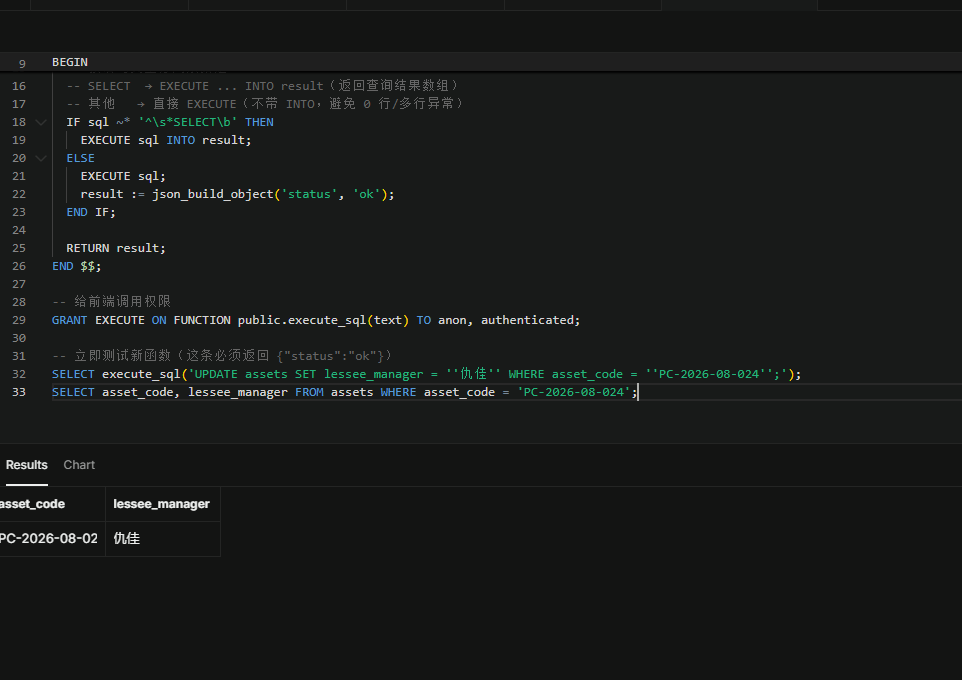 9 BEGIN
16 -- SELECT → EXECUTE ... INTO result（返回查询结果数组）
17 -- 其他 → 直接 EXECUTE（不带 INTO，避免 0 行/多行异常）
18 IF sql ~* '^\s*SELECT\b' THEN
19 EXECUTE sql INTO result;
20 ELSE
21 EXECUTE sql;
22 result := json_build_object('status', 'ok');
23 END IF;
24
25 RETURN result;
26 END $$;
27
28 -- 给前端调用权限
29 GRANT EXECUTE ON FUNCTION public.execute_sql(text) TO anon, authenticated;
30
31 -- 立即测试新函数（这条必须返回 {"status":"ok"}）
32 SELECT execute_sql('UPDATE assets SET lessee_manager = ''仇佳'' WHERE asset_code = ''PC-2026-08-024'';');
33 SELECT asset_code, lessee_manager FROM assets WHERE asset_code = 'PC-2026-08-024';
Results Chart
asset_code lessee_manager
PC-2026-08-02 仇佳